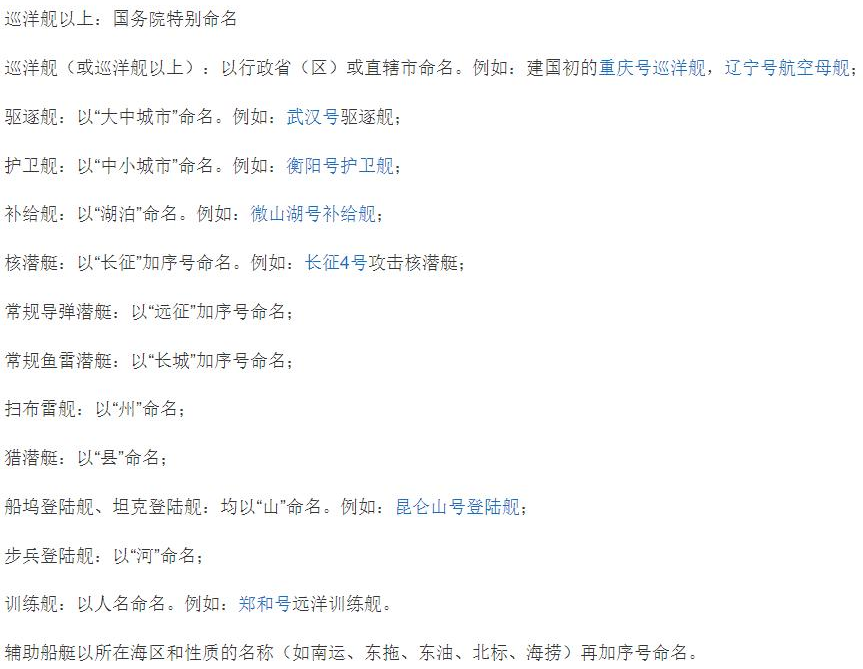 巡洋舰以上：国务院特别命名
巡洋舰（或巡洋舰以上）：以行政省（区）或直辖市命名。例如：建国初的重庆号巡洋舰，辽宁号航空母舰；
驱逐舰：以“大中城市”命名。例如：武汉号驱逐舰；
护卫舰：以“中小城市”命名。例如：衡阳号护卫舰；
补给舰：以“湖泊”命名。例如：微山湖号补给舰；
核潜艇：以“长征”加序号命名。例如：长征4号攻击核潜艇；
常规导弹潜艇：以“远征”加序号命名；
常规鱼雷潜艇：以“长城”加序号命名；
扫布雷舰：以“州”命名；
猎潜艇：以“县”命名；
船坞登陆舰、坦克登陆舰：均以“山”命名。例如：昆仑山号登陆舰；
步兵登陆舰：以“河”命名；
训练舰：以人名命名。例如：郑和号远洋训练舰。
辅助船艇以所在海区和性质的名称（如南运、东拖、东油、北标、海捞）再加序号命名。